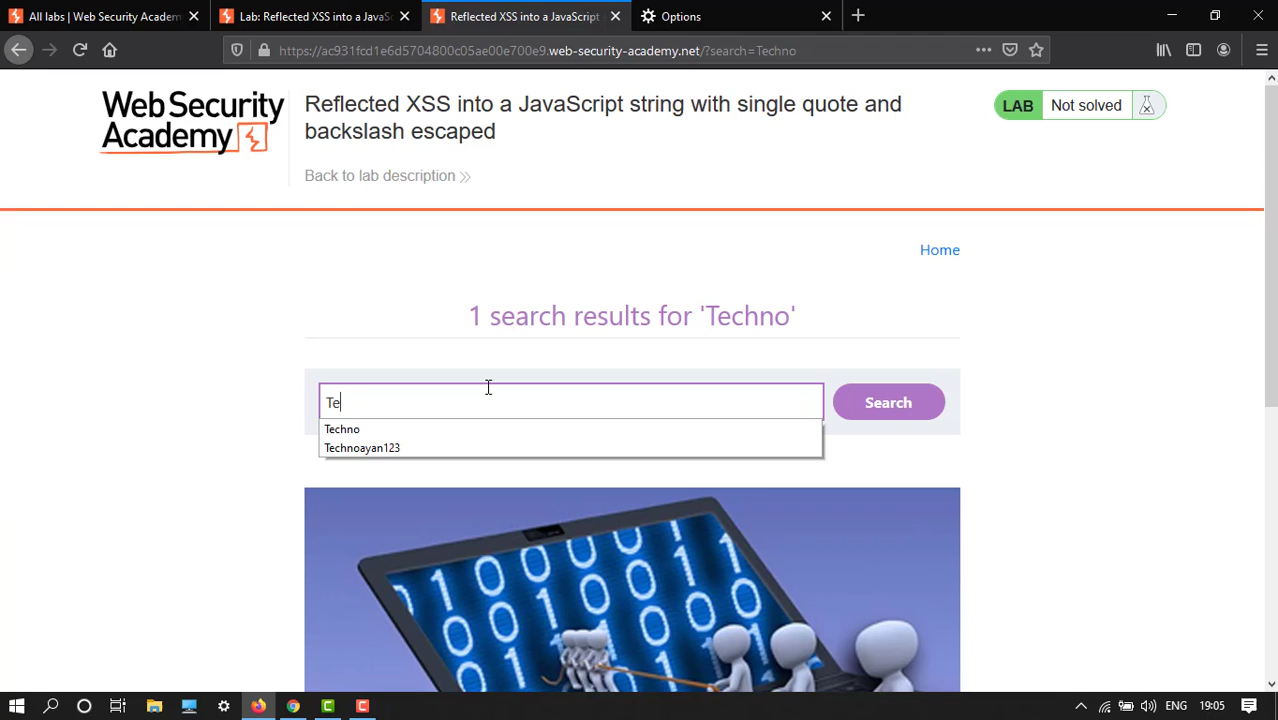 All labs | Web Security Academ
Lab: Reflected XSS into a JavaSc
Reflected XSS into a JavaScript
Options
https://ac931fcd1e6d5704800c05ae00e700e9.web-security-academy.net/?search=Techno
Web Security
Academy
Reflected XSS into a JavaScript string with single quote and
backslash escaped
Back to lab description
LAB Not solved
Home
1 search results for 'Techno'
Te
Search
Techno
Technoayan123
ENG 19:05